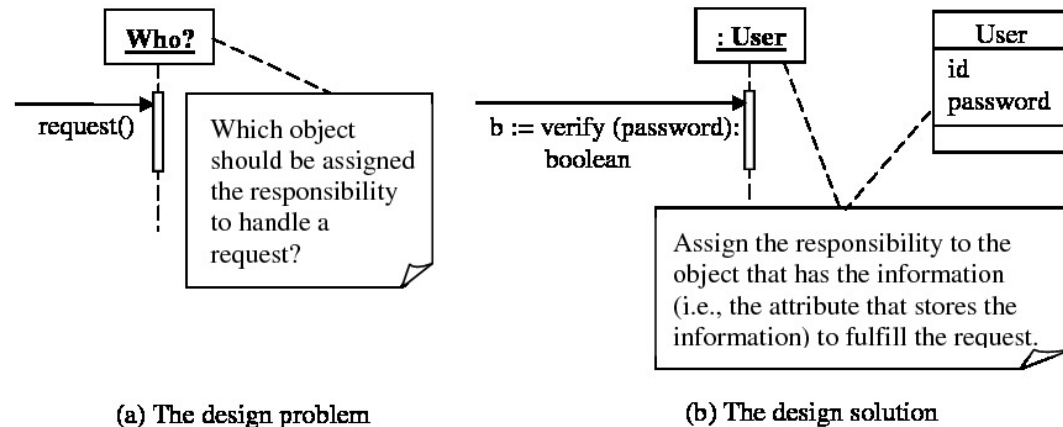 Who?
request()
Which object
should be assigned
the responsibility
to handle a
request?
(a) The design problem
: User
b := verify (password):
boolean
User
id
password
Assign the responsibility to the
object that has the information
(i.e., the attribute that stores the
information) to fulfill the request.
(b) The design solution